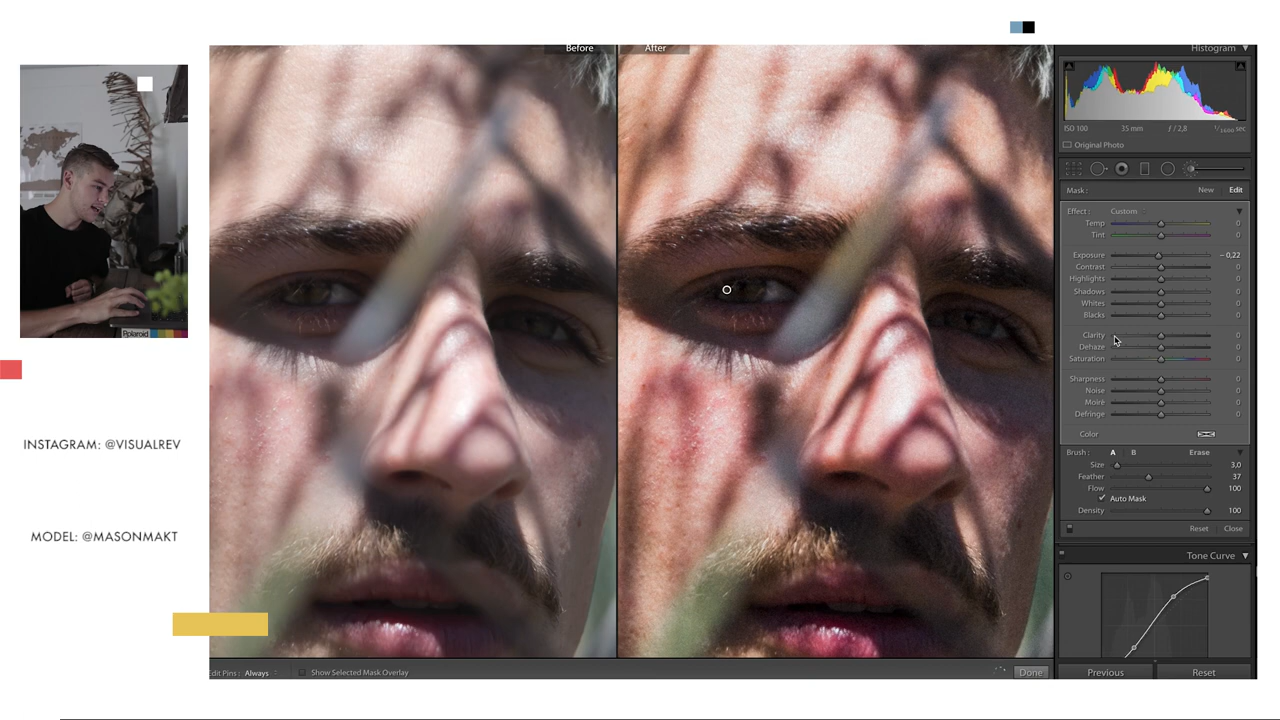 Before
After
Histogram
ISO 100 35 mm ƒ / 2,8 1/1600 sec
Original Photo
Mask : New Edit
Effect : Custom
Temp 0
Tint 0
Exposure – 0,22
Contrast 0
Highlights 0
Shadows 0
Whites 0
Blacks 0
Clarity 0
Dehaze 0
Saturation 0
Sharpness 0
Noise 0
Moiré 0
Defringe 0
Color
Brush : A B Erase
Size 3,0
Feather 37
Flow 100
Auto Mask
Density 100
Reset Close
Tone Curve
Previous Reset
Edit Pins : Always
Show Selected Mask Overlay
Done
Polaroid
INSTAGRAM: @VISUALREV
MODEL: @MASONMAKT